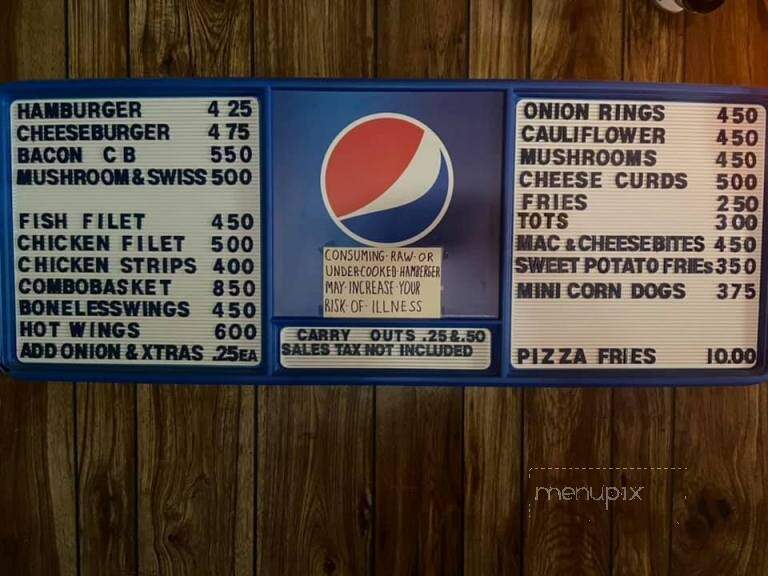 HAMBURGER 4 25
CHEESEBURGER 4 75
BACON C B 5 50
MUSHROOM & SWISS 5 00
FISH FILET 4 50
CHICKEN FILET 5 00
CHICKEN STRIPS 4 00
COMBOBASKET 8 50
BONELESSWINGS 4 50
HOT WINGS 6 00
ADD ONION & XTRAS .25EA
CONSUMING·RAW·OR
UNDER·COOKED·HAMBERGER
MAY·INCREASE·YOUR
RISK·OF·ILLNESS
CARRY OUTS .25 &.50
SALES TAX NOT INCLUDED
ONION RINGS 4 50
CAULIFLOWER 4 50
MUSHROOMS 4 50
CHEESE CURDS 5 00
FRIES 2 50
TOTS 3 00
MAC & CHEESEBITES 4 50
SWEET POTATO FRIEs 3 50
MINI CORN DOGS 3 75
PIZZA FRIES 10.00
menupix